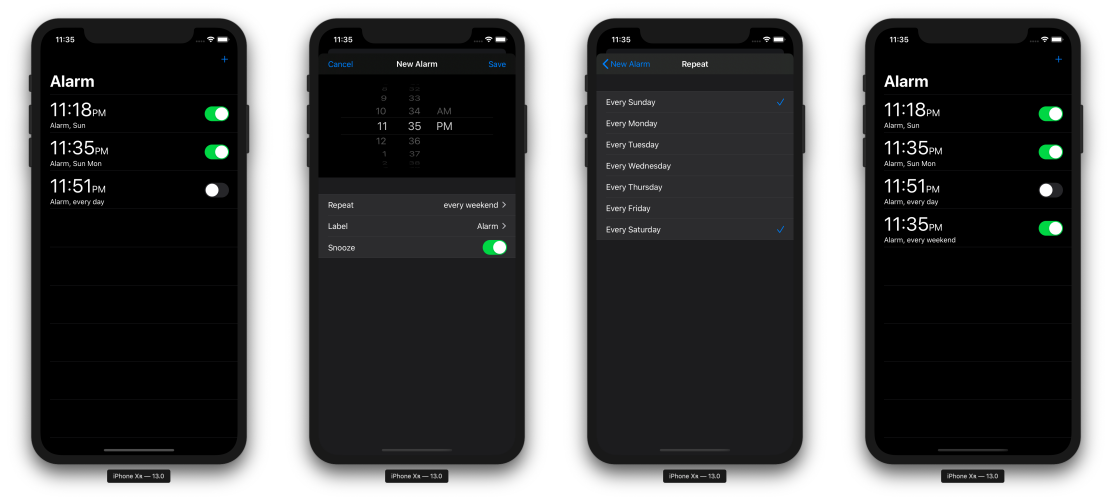 11:35
+
Alarm
11:18PM
Alarm, Sun
11:35PM
Alarm, Sun Mon
11:51PM
Alarm, every day
iPhone Xs — 13.0
11:35
Cancel New Alarm Save
9 33
10 34 AM
11 35 PM
12 36
1 37
Repeat every weekend >
Label Alarm >
Snooze
iPhone Xs — 13.0
11:35
< New Alarm Repeat
Every Sunday ✓
Every Monday
Every Tuesday
Every Wednesday
Every Thursday
Every Friday
Every Saturday ✓
iPhone Xs — 13.0
11:35
+
Alarm
11:18PM
Alarm, Sun
11:35PM
Alarm, Sun Mon
11:51PM
Alarm, every day
11:35PM
Alarm, every weekend
iPhone Xs — 13.0